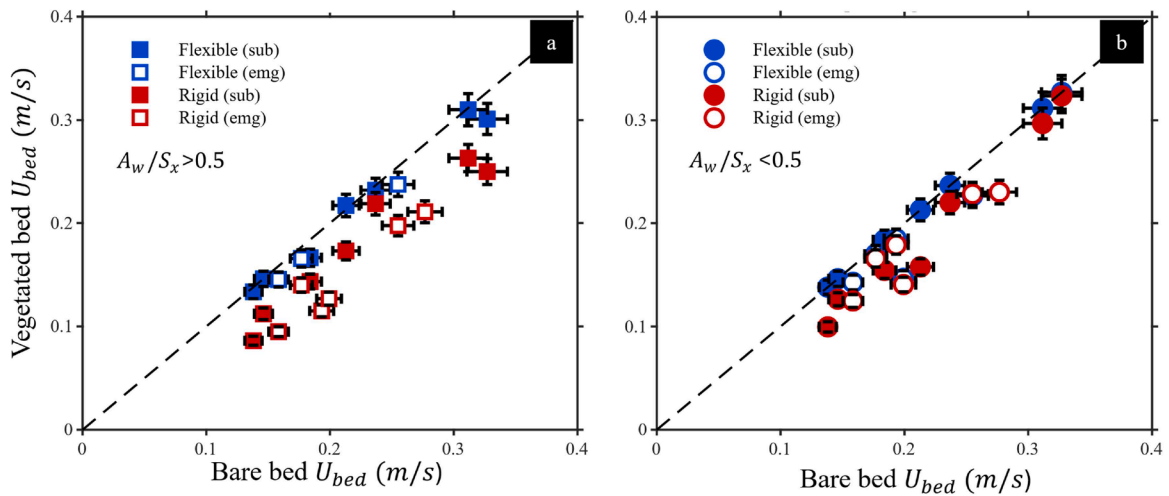 a
Flexible (sub)
Flexible (emg)
Rigid (sub)
Rigid (emg)
A_w/S_x>0.5
Vegetated bed U_bed (m/s)
0.4
0.3
0.2
0.1
0
0 0.1 0.2 0.3 0.4
Bare bed U_bed (m/s)
b
Flexible (sub)
Flexible (emg)
Rigid (sub)
Rigid (emg)
A_w/S_x <0.5
0.4
0.3
0.2
0.1
0
0 0.1 0.2 0.3 0.4
Bare bed U_bed (m/s)